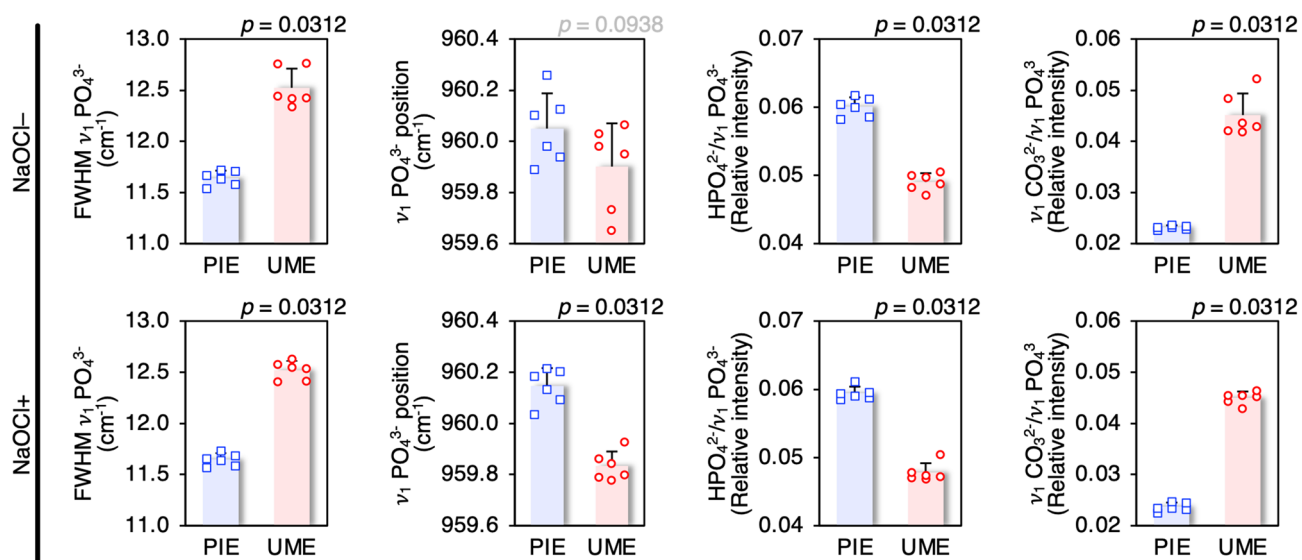 NaOCl–
FWHM ν₁ PO₄³⁻
(cm⁻¹)
p = 0.0312
13.0
12.5
12.0
11.5
11.0
PIE UME
ν₁ PO₄³⁻ position
(cm⁻¹)
p = 0.0938
960.4
960.2
960.0
959.8
959.6
PIE UME
HPO₄²⁻/ν₁ PO₄³⁻
(Relative intensity)
p = 0.0312
0.07
0.06
0.05
0.04
PIE UME
ν₁ CO₃²⁻/ν₁ PO₄³
(Relative intensity)
p = 0.0312
0.06
0.05
0.04
0.03
0.02
PIE UME
NaOCl+
FWHM ν₁ PO₄³⁻
(cm⁻¹)
p = 0.0312
13.0
12.5
12.0
11.5
11.0
PIE UME
ν₁ PO₄³⁻ position
(cm⁻¹)
p = 0.0312
960.4
960.2
960.0
959.8
959.6
PIE UME
HPO₄²⁻/ν₁ PO₄³⁻
(Relative intensity)
p = 0.0312
0.07
0.06
0.05
0.04
PIE UME
ν₁ CO₃²⁻/ν₁ PO₄³
(Relative intensity)
p = 0.0312
0.06
0.05
0.04
0.03
0.02
PIE UME